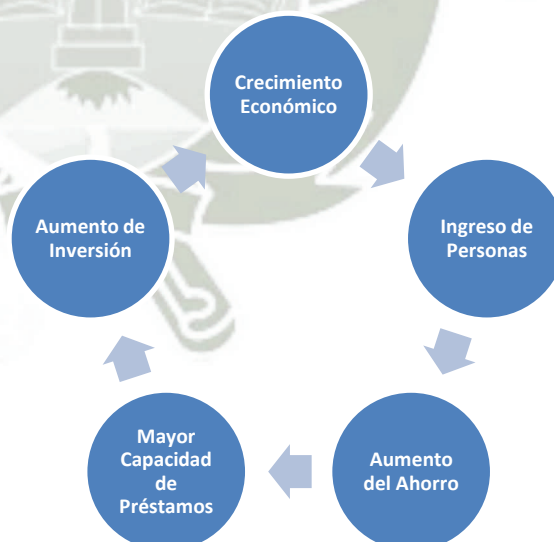 Crecimiento
Económico
Ingreso de
Personas
Aumento
del Ahorro
Mayor
Capacidad
de
Préstamos
Aumento de
Inversión